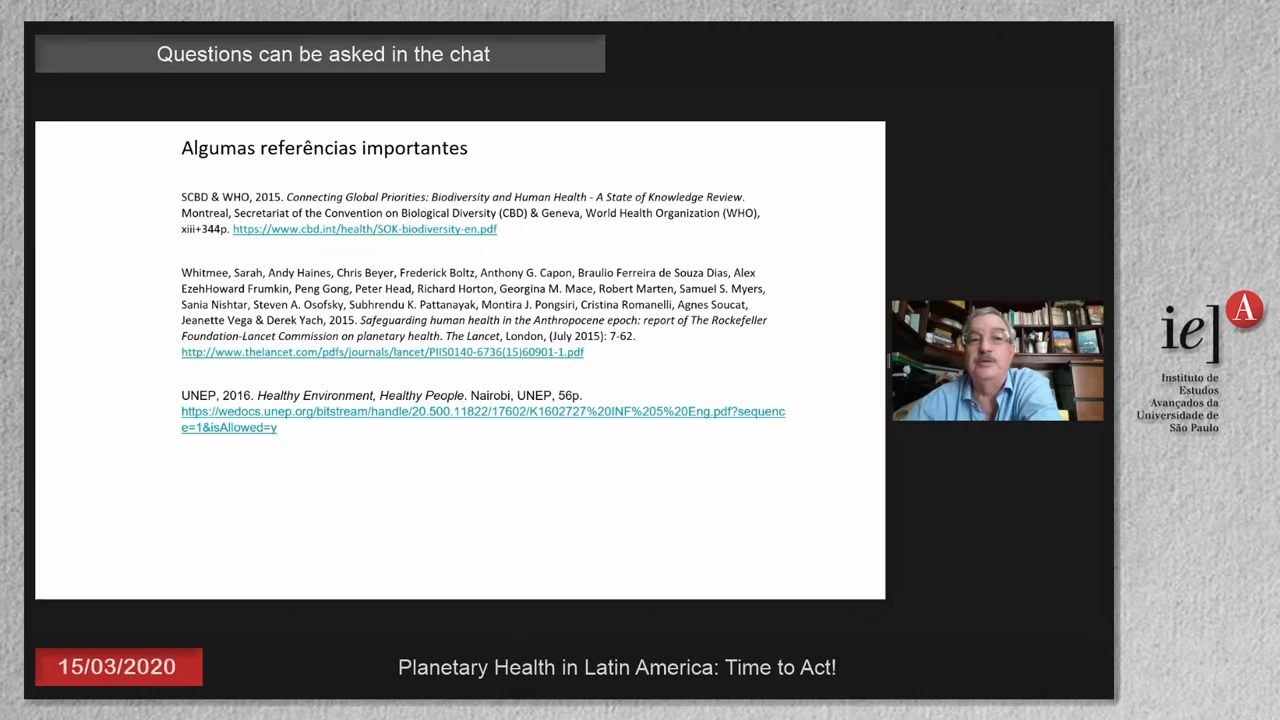 Questions can be asked in the chat
Algumas referências importantes
SCBD & WHO, 2015. Connecting Global Priorities: Biodiversity and Human Health - A State of Knowledge Review.
Montreal, Secretariat of the Convention on Biological Diversity (CBD) & Geneva, World Health Organization (WHO),
xiii+344p. https://www.cbd.int/health/SOK-biodiversity-en.pdf
Whitmee, Sarah, Andy Haines, Chris Beyer, Frederick Boltz, Anthony G. Capon, Braulio Ferreira de Souza Dias, Alex
EzehHoward Frumkin, Peng Gong, Peter Head, Richard Horton, Georgina M. Mace, Robert Marten, Samuel S. Myers,
Sania Nishtar, Steven A. Osofsky, Subhrendu K. Pattanayak, Montira J. Pongsiri, Cristina Romanelli, Agnes Soucat,
Jeanette Vega & Derek Yach, 2015. Safeguarding human health in the Anthropocene epoch: report of The Rockefeller
Foundation-Lancet Commission on planetary health. The Lancet, London, (July 2015): 7-62.
http://www.thelancet.com/pdfs/journals/lancet/PIIS0140-6736(15)60901-1.pdf
UNEP, 2016. Healthy Environment, Healthy People. Nairobi, UNEP, 56p.
https://wedocs.unep.org/bitstream/handle/20.500.11822/17602/K1602727%20INF%205%20Eng.pdf?sequenc
e=1&isAllowed=y
ie] A
Instituto de
Estudos
Avançados da
Universidade de
São Paulo
15/03/2020
Planetary Health in Latin America: Time to Act!